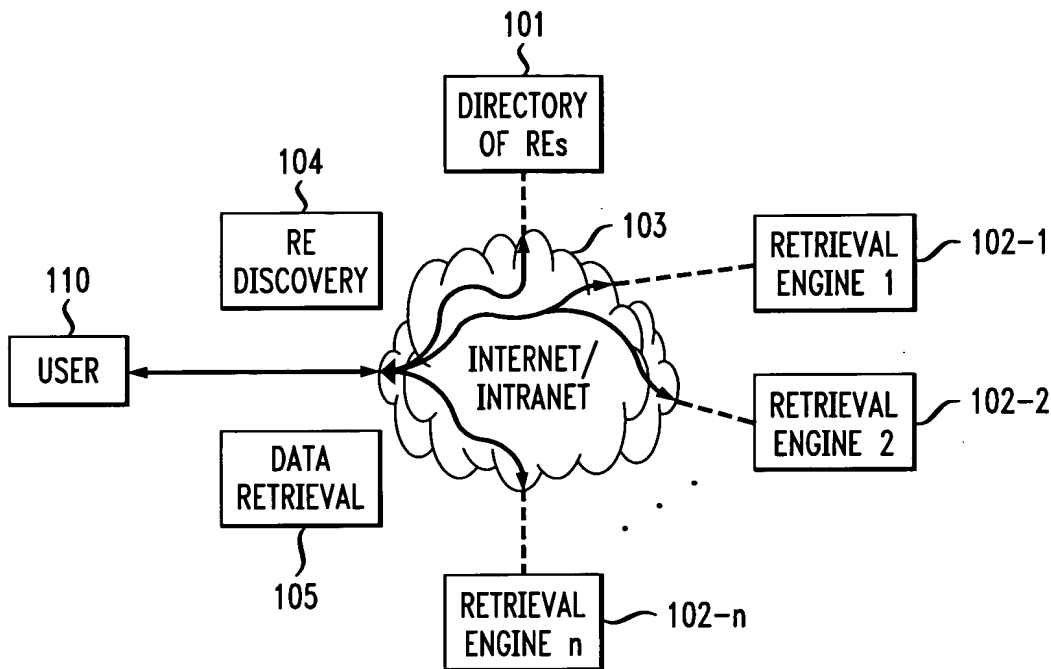 101
DIRECTORY
OF REs
104
RE
DISCOVERY
103
RETRIEVAL
ENGINE 1
102-1
110
USER
INTERNET/
INTRANET
RETRIEVAL
ENGINE 2
102-2
DATA
RETRIEVAL
105
RETRIEVAL
ENGINE n
102-n